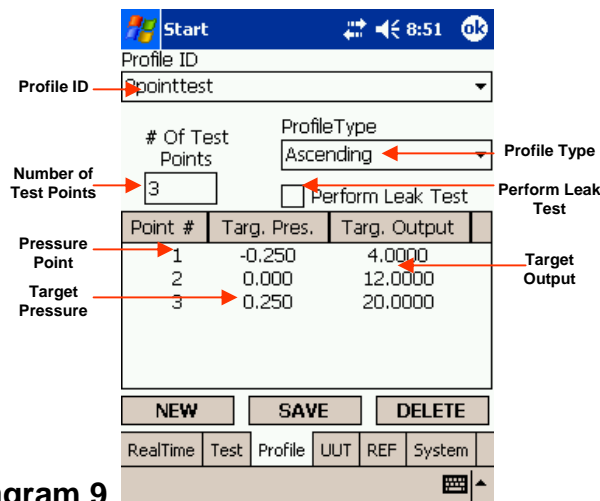 Start 8:51 ok
Profile ID
Profile ID
# Of Test Points
ProfileType
Ascending
Profile Type
Number of Test Points
3
Perform Leak Test
Perform Leak Test
Point # Targ. Pres. Targ. Output
1 -0.250 4.0000
2 0.000 12.0000
3 0.250 20.0000
Pressure Point
Target Pressure
Target Output
NEW SAVE DELETE
RealTime Test Profile UUT REF System
agram 9